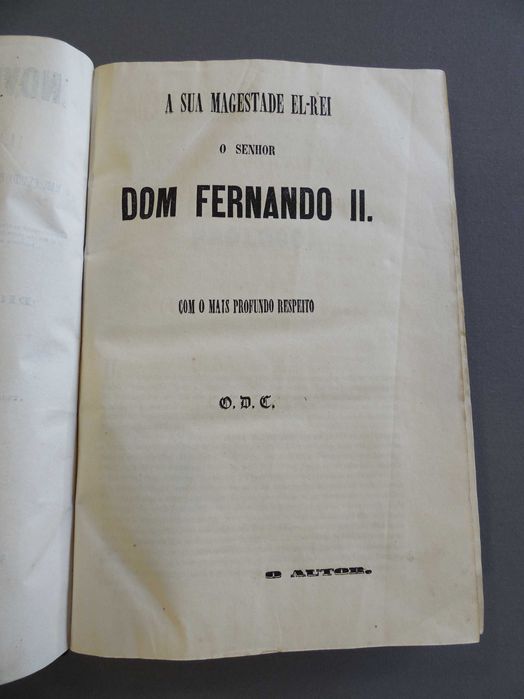 A SUA MAGESTADE EL-REI
O SENHOR
DOM FERNANDO II.
COM O MAIS PROFUNDO RESPEITO
O. D. C.
O AUTOR.